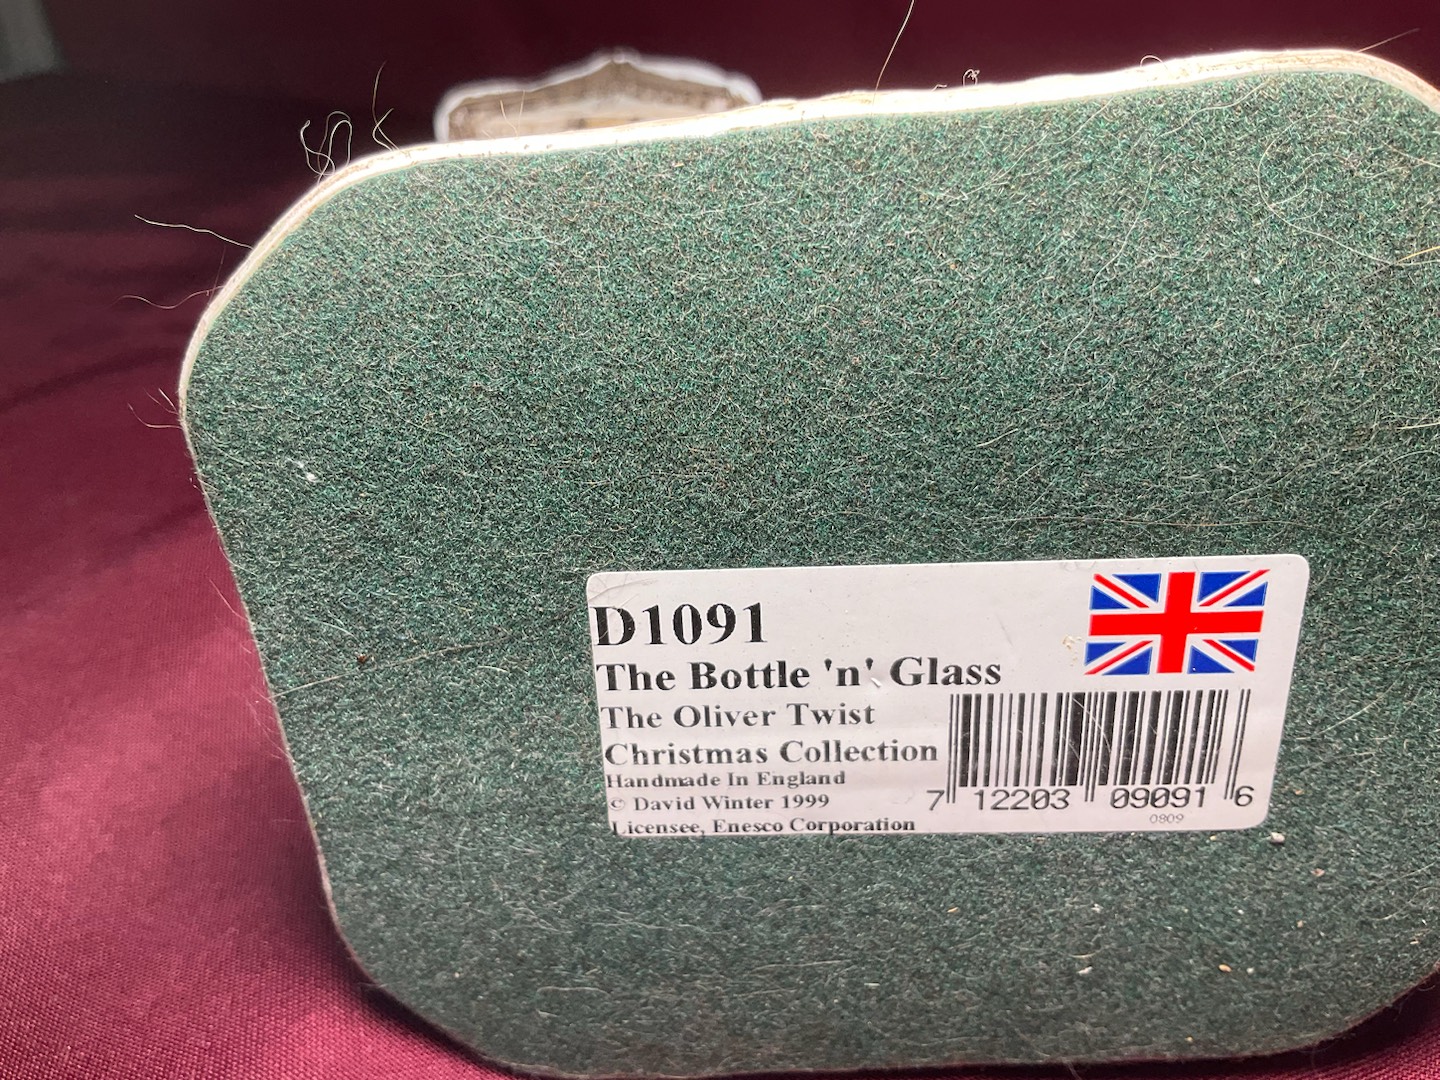 D1091
The Bottle 'n' Glass
The Oliver Twist
Christmas Collection
Handmade In England
© David Winter 1999
Licensee, Enesco Corporation
7 12203 09091 6
0809